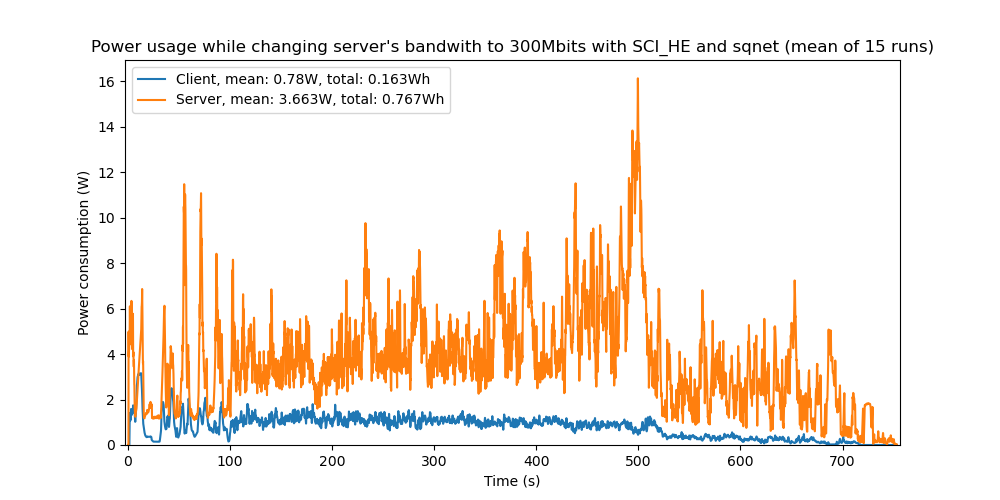 Power usage while changing server's bandwith to 300Mbits with SCI_HE and sqnet (mean of 15 runs)
Client, mean: 0.78W, total: 0.163Wh
Server, mean: 3.663W, total: 0.767Wh
Power consumption (W)
16
14
12
10
8
6
4
2
0
0 100 200 300 400 500 600 700
Time (s)